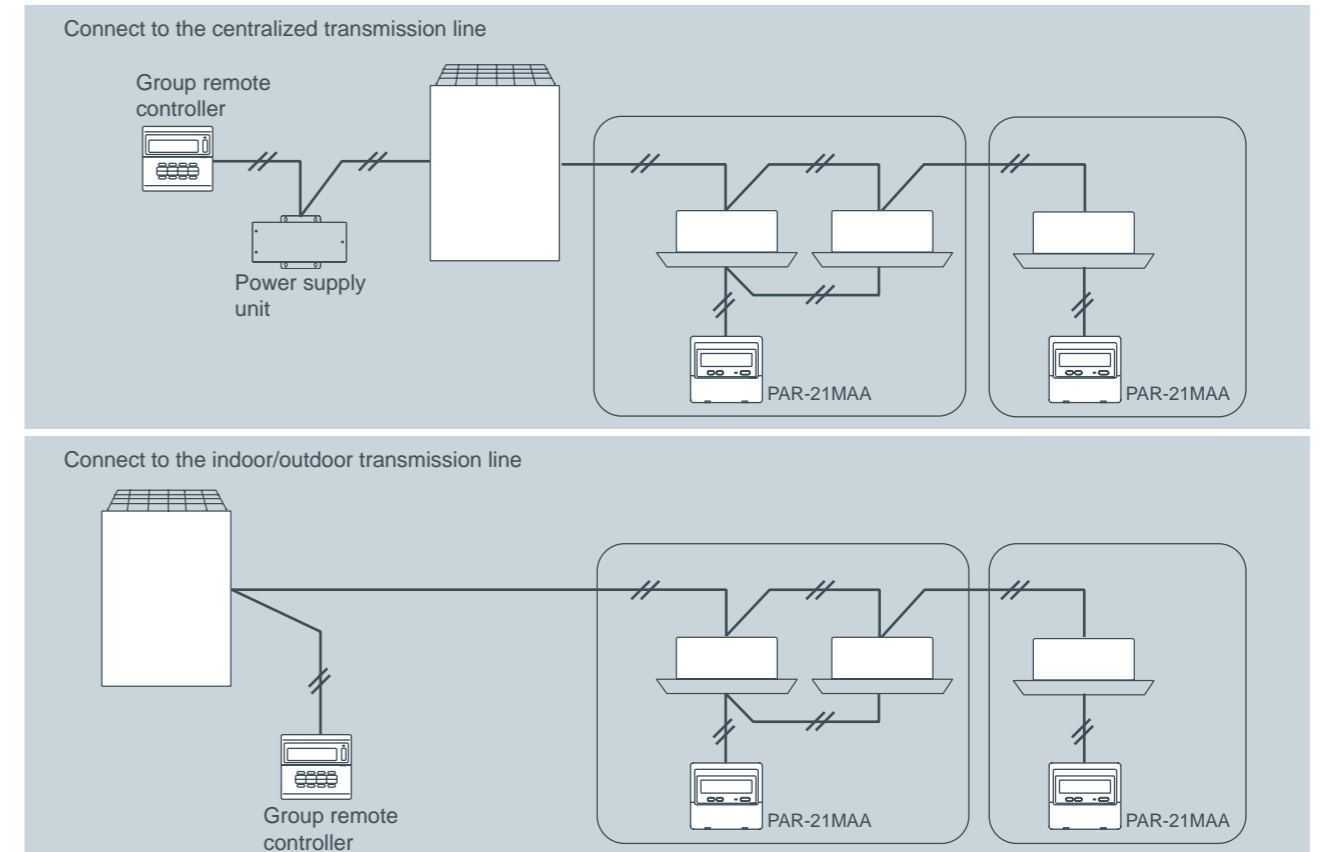 Connect to the centralized transmission line
Group remote
controller
Power supply
unit
PAR-21MAA
PAR-21MAA
Connect to the indoor/outdoor transmission line
Group remote
controller
PAR-21MAA
PAR-21MAA